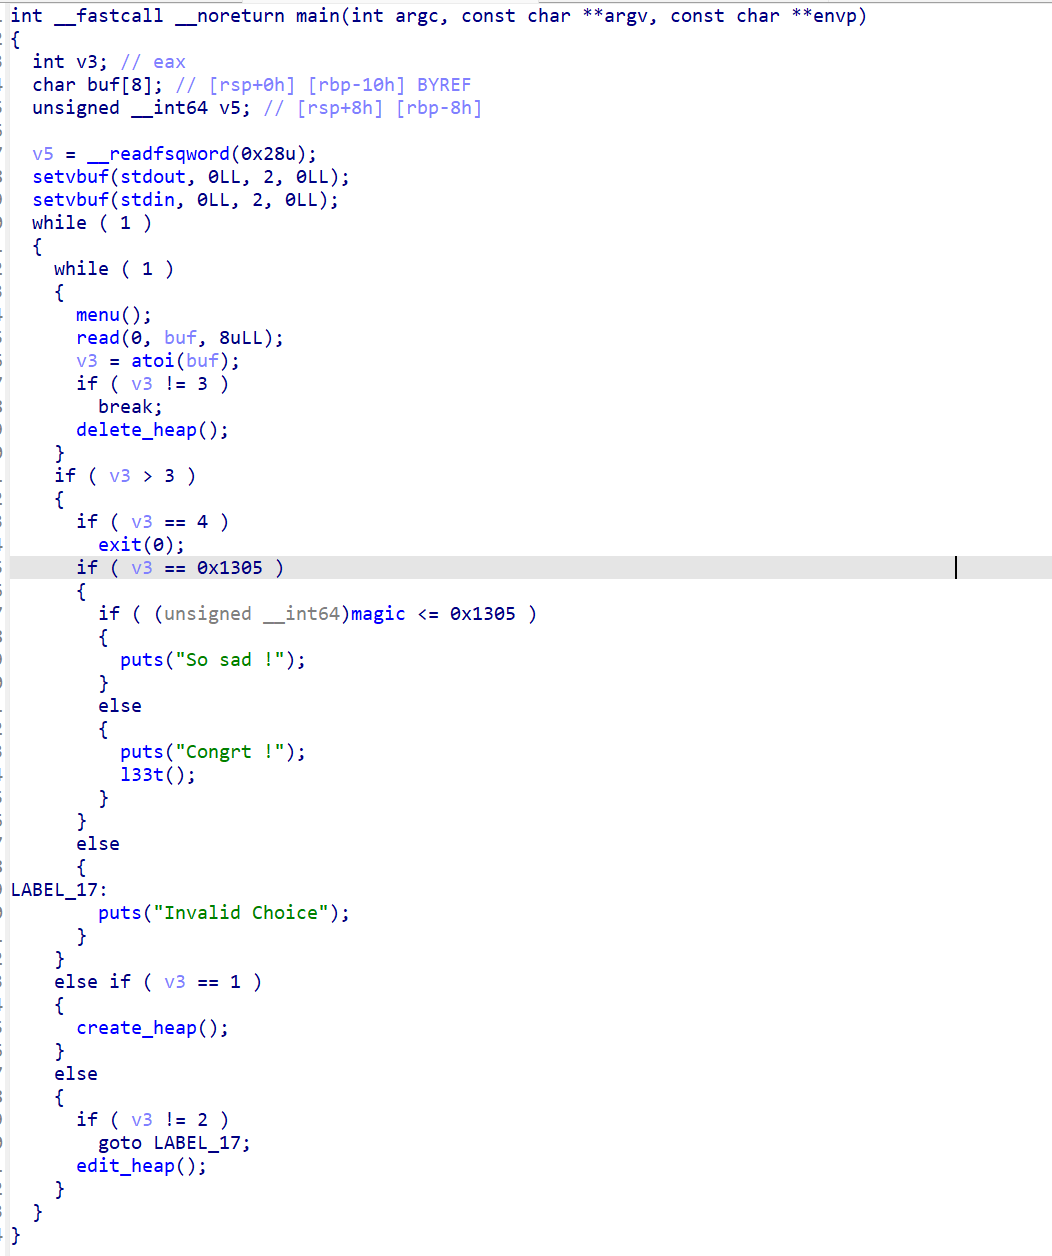 int __fastcall __noreturn main(int argc, const char **argv, const char **envp)
{
  int v3; // eax
  char buf[8]; // [rsp+0h] [rbp-10h] BYREF
  unsigned __int64 v5; // [rsp+8h] [rbp-8h]

  v5 = __readfsqword(0x28u);
  setvbuf(stdout, 0LL, 2, 0LL);
  setvbuf(stdin, 0LL, 2, 0LL);
  while ( 1 )
  {
    while ( 1 )
    {
      menu();
      read(0, buf, 8uLL);
      v3 = atoi(buf);
      if ( v3 != 3 )
        break;
      delete_heap();
    }
    if ( v3 > 3 )
    {
      if ( v3 == 4 )
        exit(0);
      if ( v3 == 0x1305 )
      {
        if ( (unsigned __int64)magic <= 0x1305 )
        {
          puts("So sad !");
        }
        else
        {
          puts("Congrt !");
          l33t();
        }
      }
      else
      {
LABEL_17:
        puts("Invalid Choice");
      }
    }
    else if ( v3 == 1 )
    {
      create_heap();
    }
    else
    {
      if ( v3 != 2 )
        goto LABEL_17;
      edit_heap();
    }
  }
}